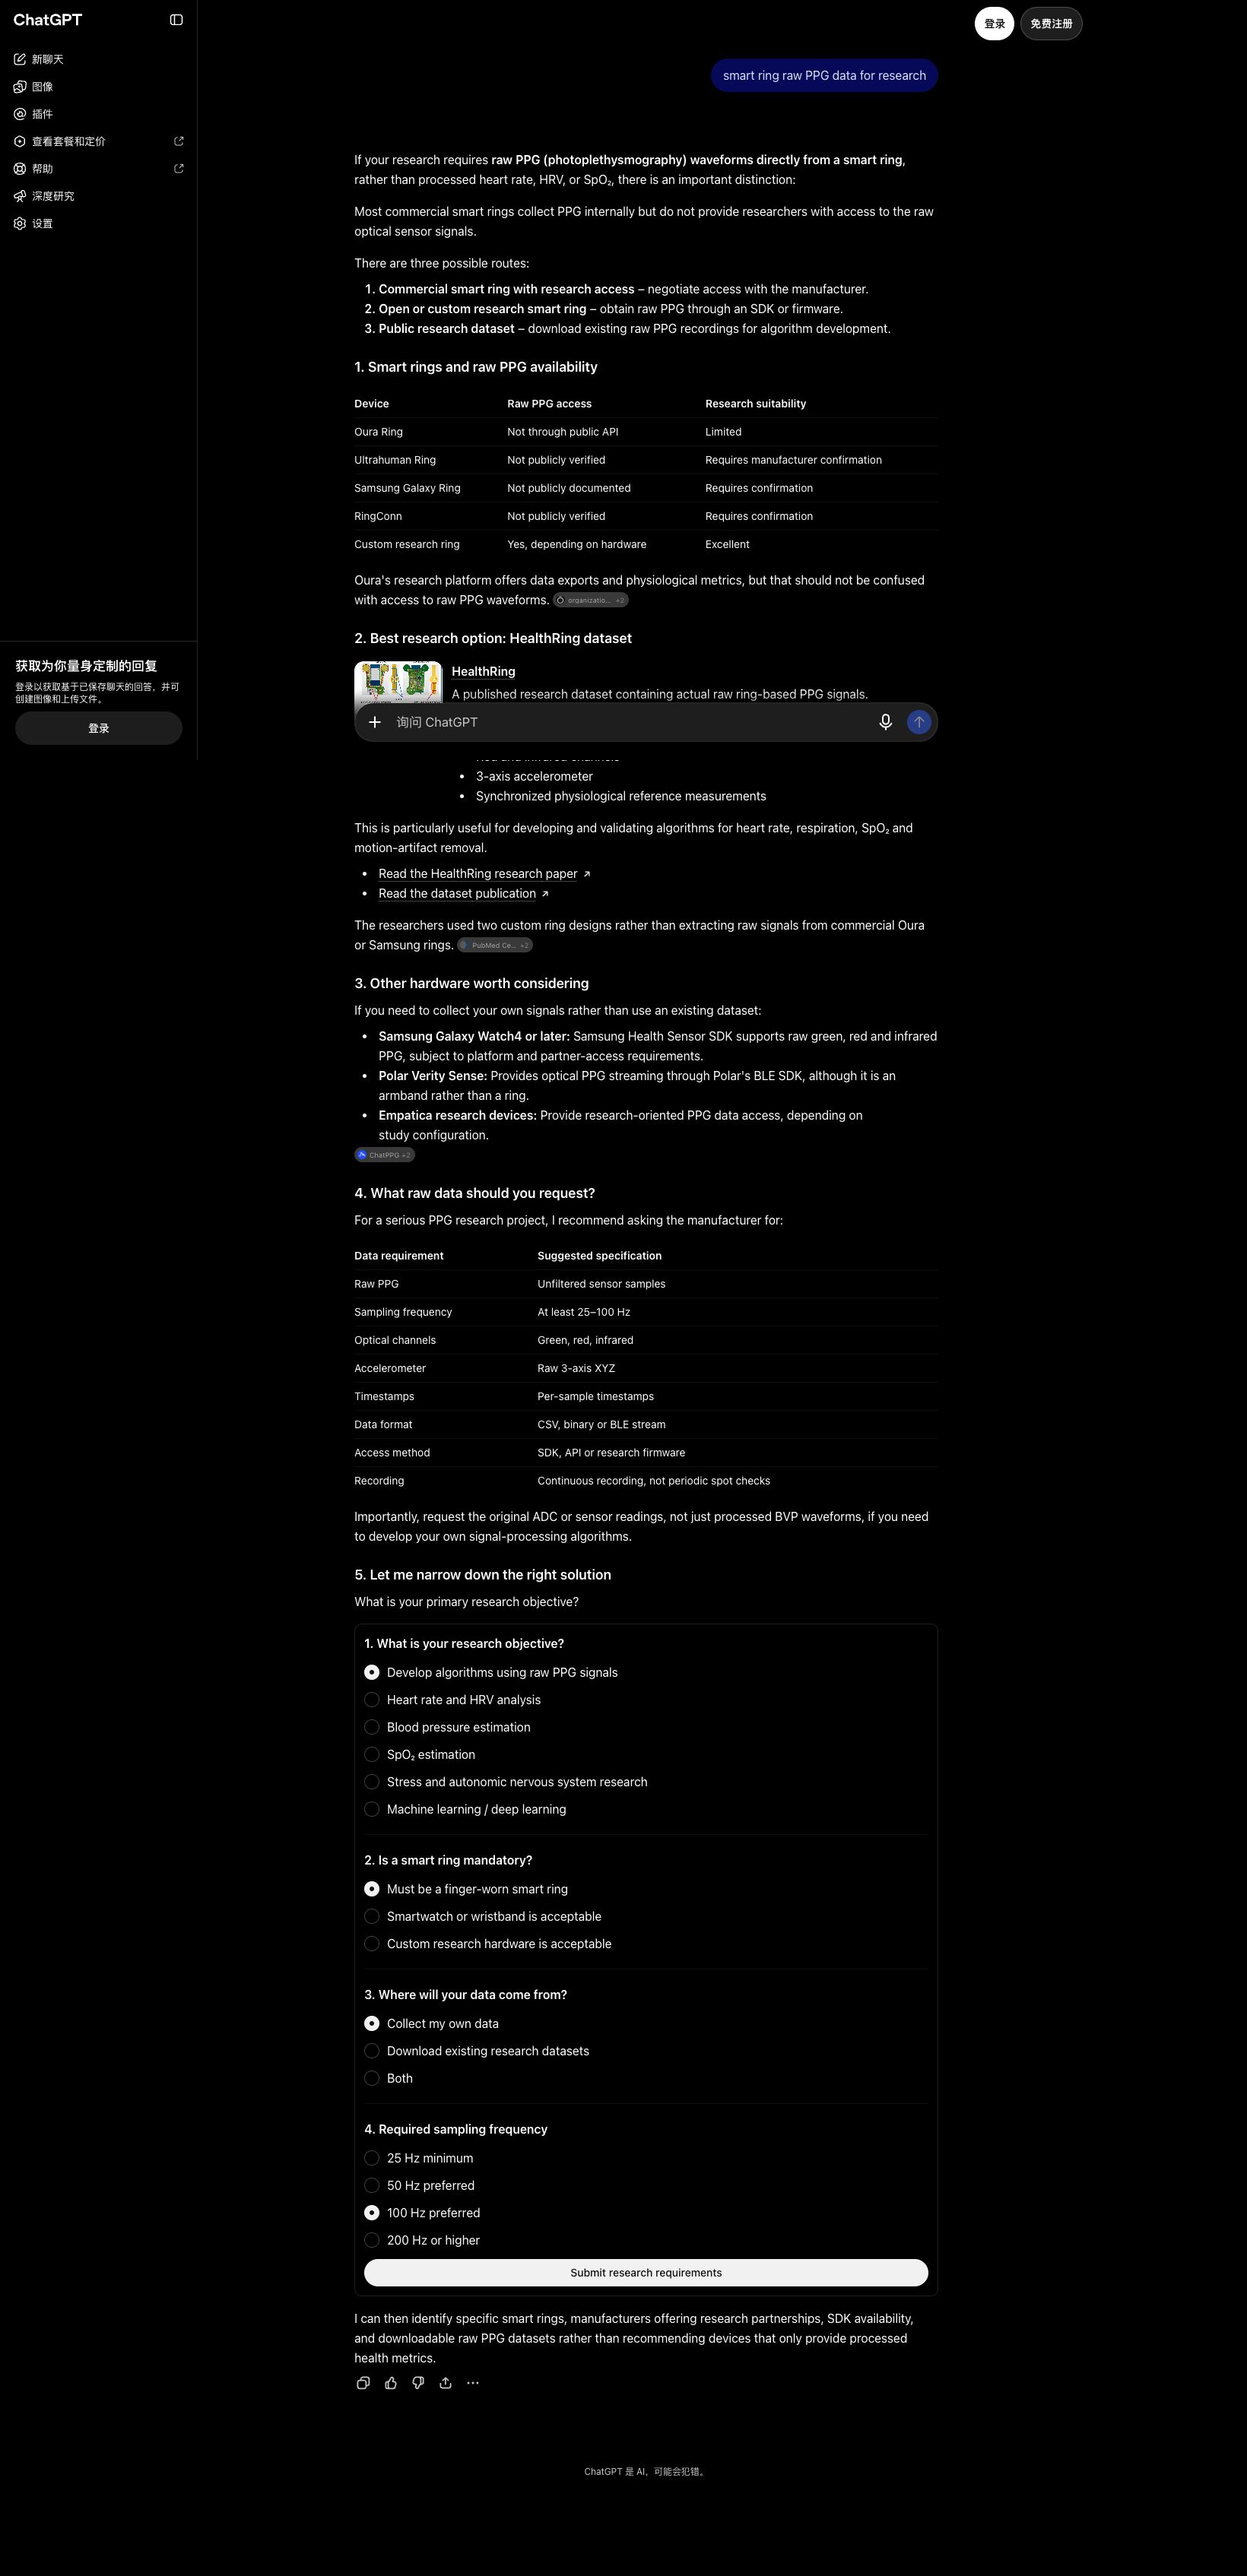 ChatGPT
新聊天
图像
插件
查看套餐和定价
帮助
深度研究
设置
获取为你量身定制的回复
登录以获取基于已保存聊天的回答，并可
创建图像和上传文件。
登录
登录
免费注册
smart ring raw PPG data for research
If your research requires raw PPG (photoplethysmography) waveforms directly from a smart ring,
rather than processed heart rate, HRV, or SpO₂, there is an important distinction:
Most commercial smart rings collect PPG internally but do not provide researchers with access to the raw
optical sensor signals.
There are three possible routes:
1. Commercial smart ring with research access – negotiate access with the manufacturer.
2. Open or custom research smart ring – obtain raw PPG through an SDK or firmware.
3. Public research dataset – download existing raw PPG recordings for algorithm development.
1. Smart rings and raw PPG availability
Device Raw PPG access Research suitability
Oura Ring Not through public API Limited
Ultrahuman Ring Not publicly verified Requires manufacturer confirmation
Samsung Galaxy Ring Not publicly documented Requires confirmation
RingConn Not publicly verified Requires confirmation
Custom research ring Yes, depending on hardware Excellent
Oura's research platform offers data exports and physiological metrics, but that should not be confused
with access to raw PPG waveforms. organizatio... +2
2. Best research option: HealthRing dataset
HealthRing
A published research dataset containing actual raw ring-based PPG signals.
询问 ChatGPT
• 3-axis accelerometer
• Synchronized physiological reference measurements
This is particularly useful for developing and validating algorithms for heart rate, respiration, SpO₂ and
motion-artifact removal.
• Read the HealthRing research paper ↗
• Read the dataset publication ↗
The researchers used two custom ring designs rather than extracting raw signals from commercial Oura
or Samsung rings. PubMed Ce... +2
3. Other hardware worth considering
If you need to collect your own signals rather than use an existing dataset:
• Samsung Galaxy Watch4 or later: Samsung Health Sensor SDK supports raw green, red and infrared
PPG, subject to platform and partner-access requirements.
• Polar Verity Sense: Provides optical PPG streaming through Polar's BLE SDK, although it is an
armband rather than a ring.
• Empatica research devices: Provide research-oriented PPG data access, depending on
study configuration.
ChatPPG +2
4. What raw data should you request?
For a serious PPG research project, I recommend asking the manufacturer for:
Data requirement Suggested specification
Raw PPG Unfiltered sensor samples
Sampling frequency At least 25–100 Hz
Optical channels Green, red, infrared
Accelerometer Raw 3-axis XYZ
Timestamps Per-sample timestamps
Data format CSV, binary or BLE stream
Access method SDK, API or research firmware
Recording Continuous recording, not periodic spot checks
Importantly, request the original ADC or sensor readings, not just processed BVP waveforms, if you need
to develop your own signal-processing algorithms.
5. Let me narrow down the right solution
What is your primary research objective?
1. What is your research objective?
Develop algorithms using raw PPG signals
Heart rate and HRV analysis
Blood pressure estimation
SpO₂ estimation
Stress and autonomic nervous system research
Machine learning / deep learning
2. Is a smart ring mandatory?
Must be a finger-worn smart ring
Smartwatch or wristband is acceptable
Custom research hardware is acceptable
3. Where will your data come from?
Collect my own data
Download existing research datasets
Both
4. Required sampling frequency
25 Hz minimum
50 Hz preferred
100 Hz preferred
200 Hz or higher
Submit research requirements
I can then identify specific smart rings, manufacturers offering research partnerships, SDK availability,
and downloadable raw PPG datasets rather than recommending devices that only provide processed
health metrics.
ChatGPT 是 AI，可能会犯错。